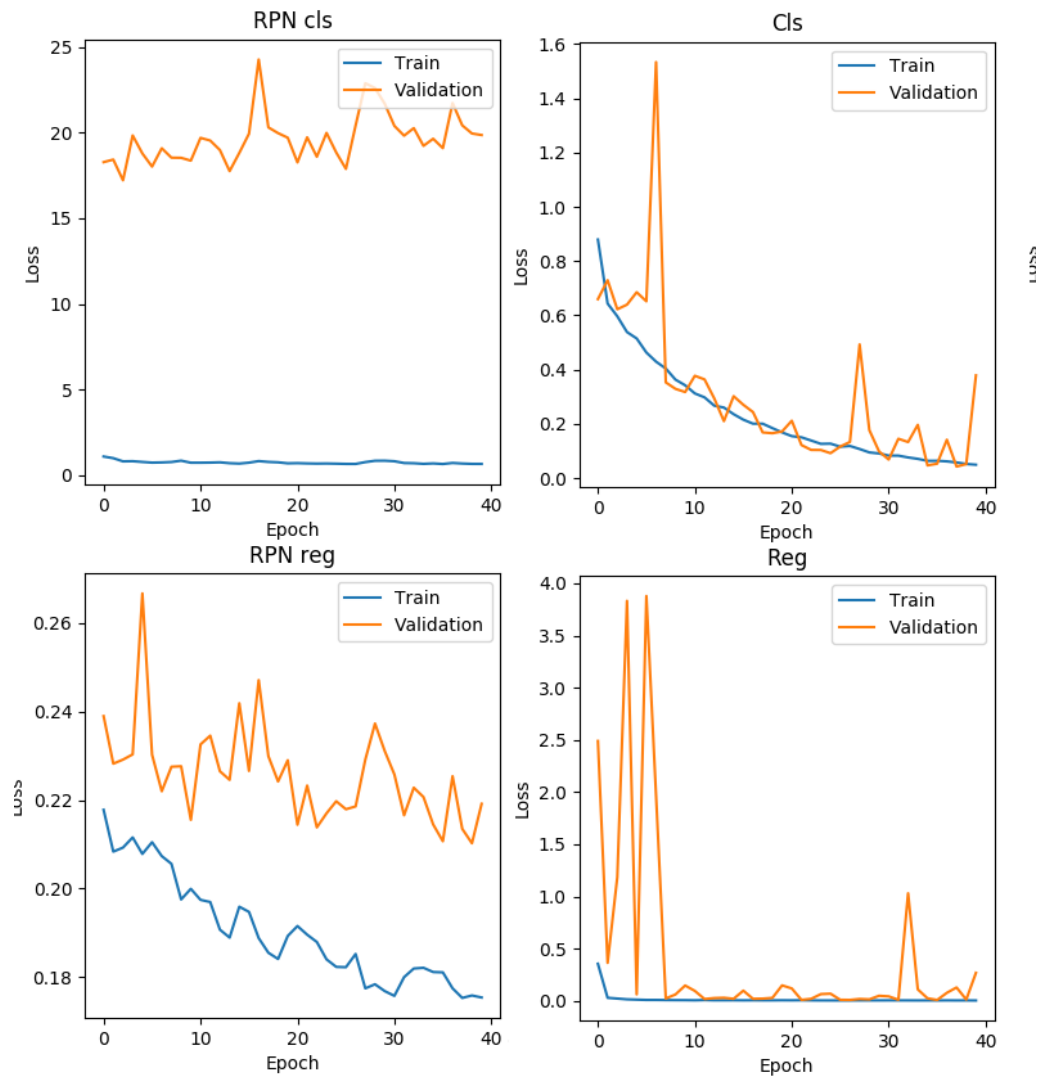 RPN cls
Train
Validation
25
20
15
10
5
0
Loss
0 10 20 30 40
Epoch
Cls
Train
Validation
1.6
1.4
1.2
1.0
0.8
0.6
0.4
0.2
0.0
Loss
0 10 20 30 40
Epoch
Loss
RPN reg
Train
Validation
0.26
0.24
0.22
0.20
0.18
Loss
0 10 20 30 40
Epoch
Reg
Train
Validation
4.0
3.5
3.0
2.5
2.0
1.5
1.0
0.5
0.0
Loss
0 10 20 30 40
Epoch